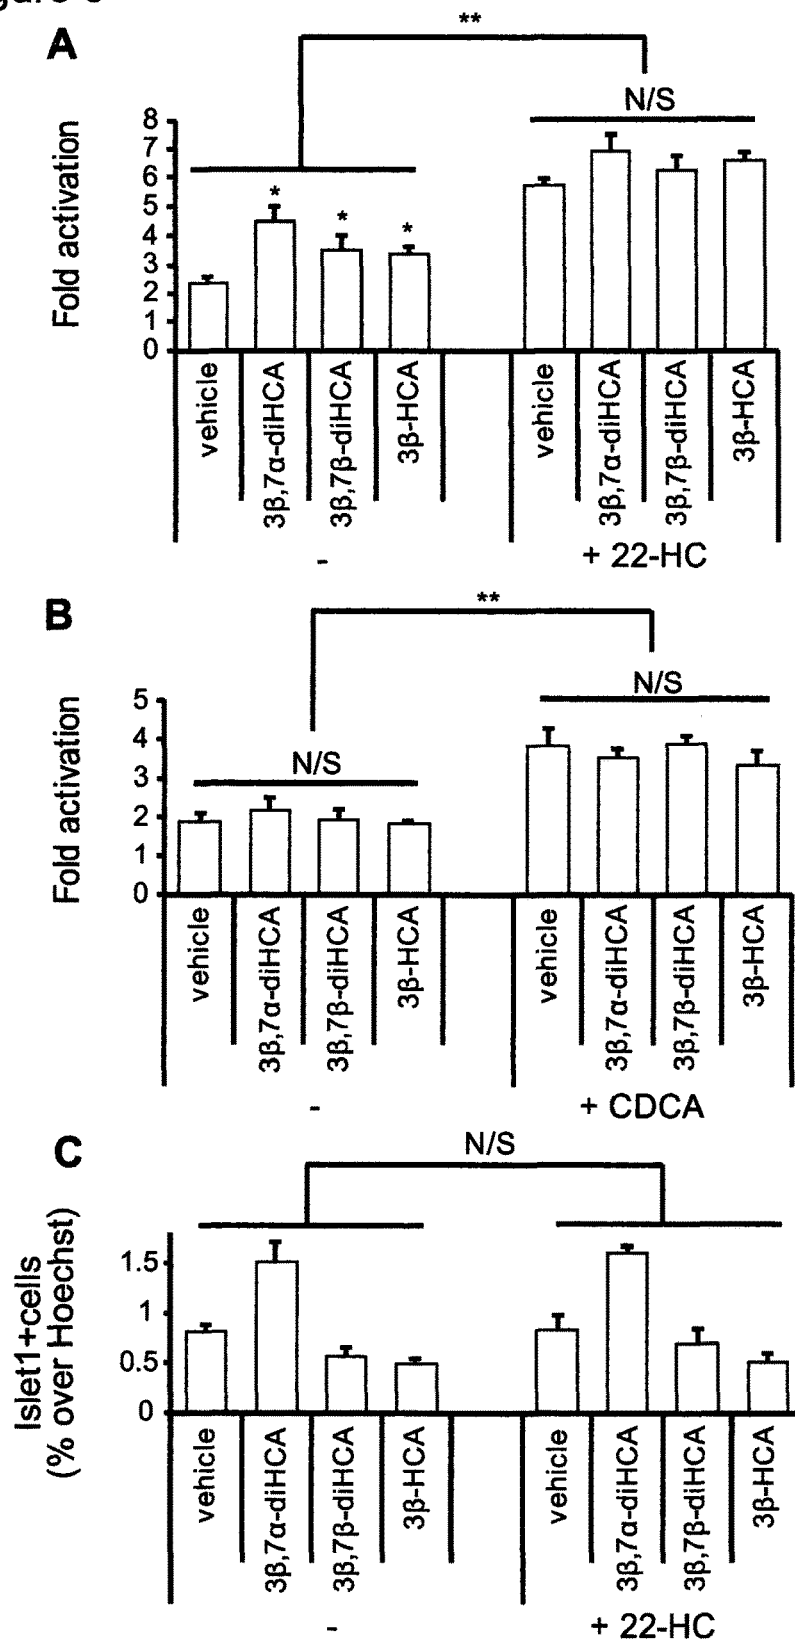 A
**
N/S
Fold activation
8
7
6
5
4
3
2
1
0
* * *
vehicle
3β,7α-diHCA
3β,7β-diHCA
3β-HCA
vehicle
3β,7α-diHCA
3β,7β-diHCA
3β-HCA
-
+ 22-HC
B
**
N/S
N/S
Fold activation
5
4
3
2
1
0
vehicle
3β,7α-diHCA
3β,7β-diHCA
3β-HCA
vehicle
3β,7α-diHCA
3β,7β-diHCA
3β-HCA
-
+ CDCA
C
N/S
Islet1+cells
(% over Hoechst)
1.5
1
0.5
0
vehicle
3β,7α-diHCA
3β,7β-diHCA
3β-HCA
vehicle
3β,7α-diHCA
3β,7β-diHCA
3β-HCA
-
+ 22-HC